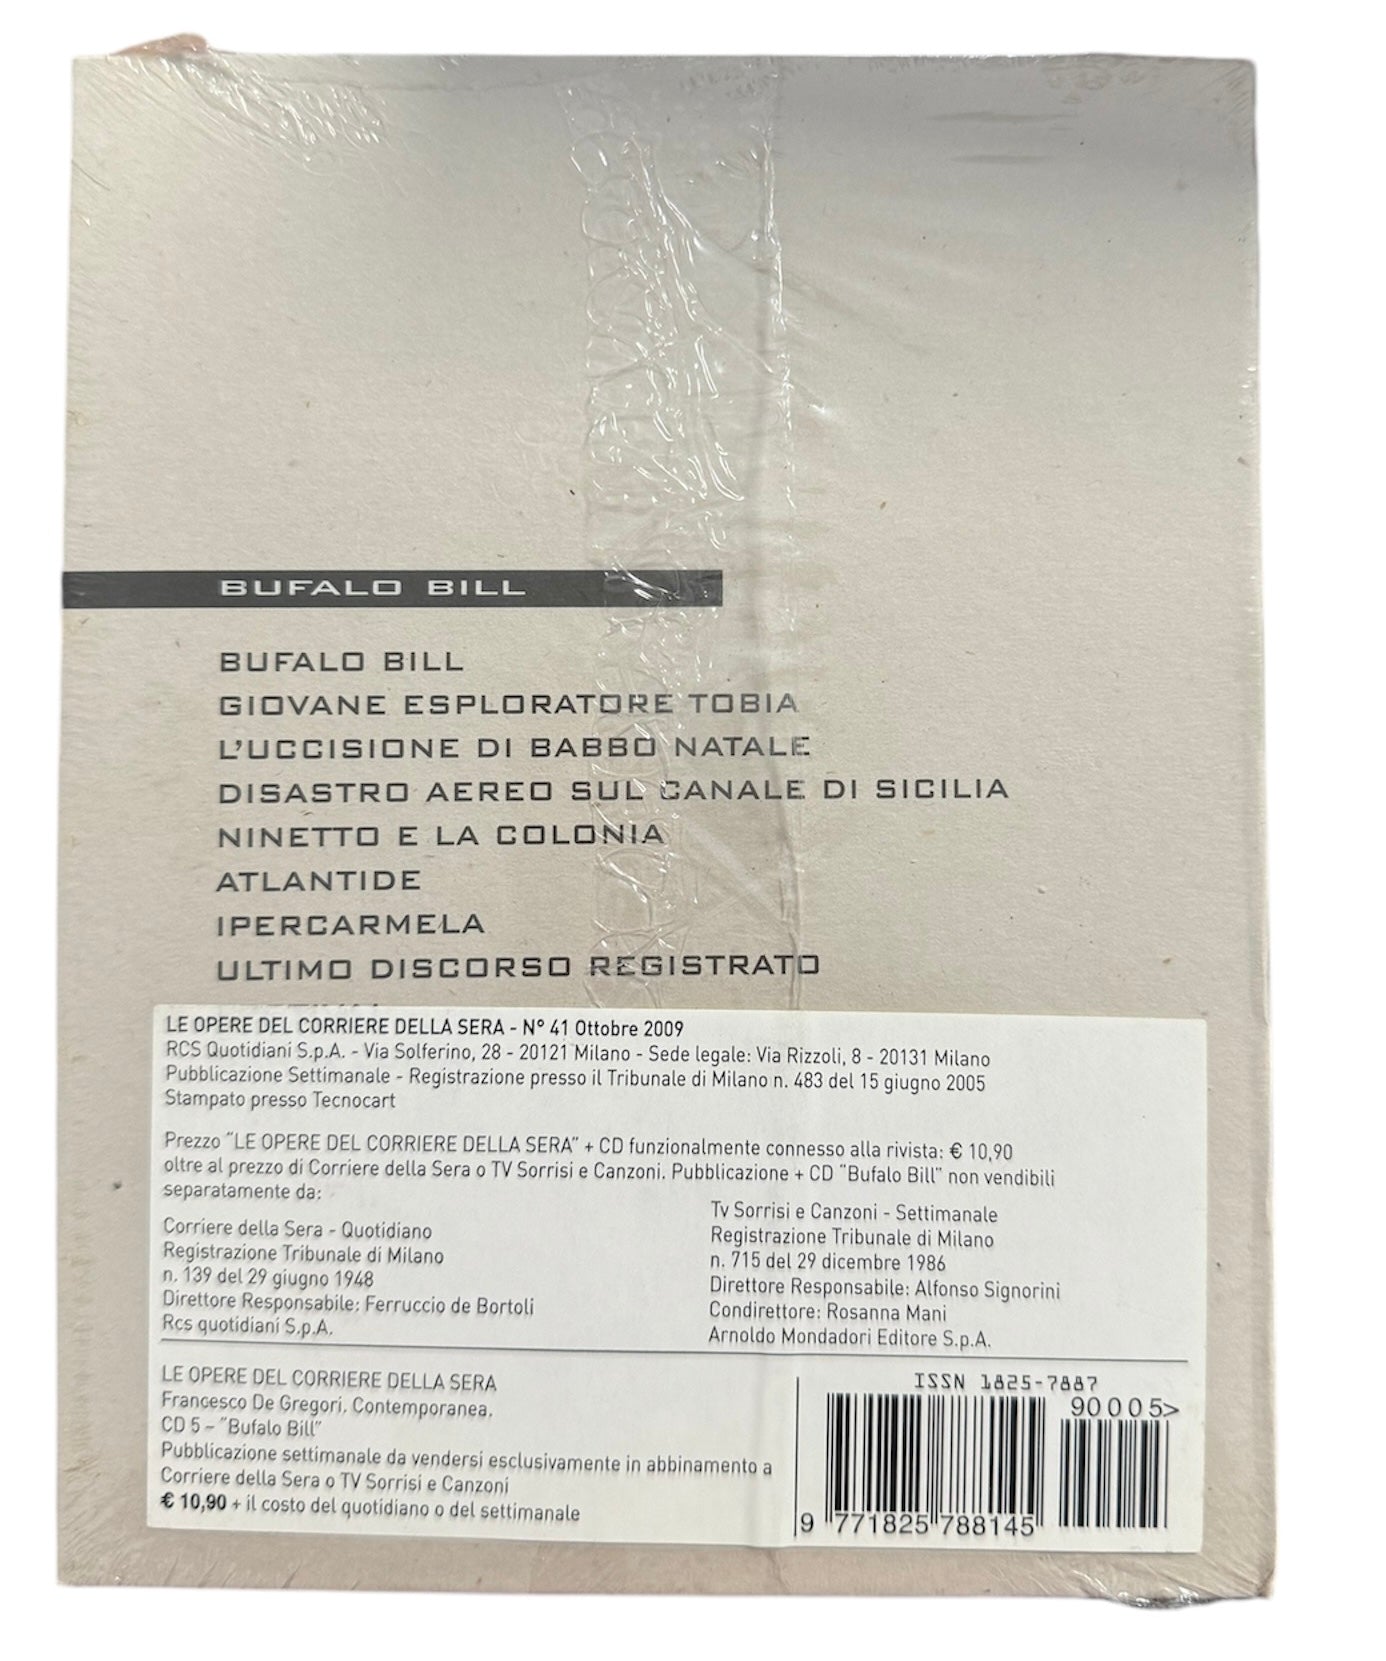 BUFALO BILL
BUFALO BILL
GIOVANE ESPLORATORE TOBIA
L'UCCISIONE DI BABBO NATALE
DISASTRO AEREO SUL CANALE DI SICILIA
NINETTO E LA COLONIA
ATLANTIDE
IPERCARMELA
ULTIMO DISCORSO REGISTRATO
LE OPERE DEL CORRIERE DELLA SERA - N° 41 Ottobre 2009
RCS Quotidiani S.p.A. - Via Solferino, 28 - 20121 Milano - Sede legale: Via Rizzoli, 8 - 20131 Milano
Pubblicazione Settimanale - Registrazione presso il Tribunale di Milano n. 483 del 15 giugno 2005
Stampato presso Tecnocart
Prezzo "LE OPERE DEL CORRIERE DELLA SERA" + CD funzionalmente connesso alla rivista: € 10,90
oltre al prezzo di Corriere della Sera o TV Sorrisi e Canzoni. Pubblicazione + CD "Bufalo Bill" non vendibili
separatamente da:
Corriere della Sera - Quotidiano
Registrazione Tribunale di Milano
n. 139 del 29 giugno 1948
Direttore Responsabile: Ferruccio de Bortoli
Rcs quotidiani S.p.A.
Tv Sorrisi e Canzoni - Settimanale
Registrazione Tribunale di Milano
n. 715 del 29 dicembre 1986
Direttore Responsabile: Alfonso Signorini
Condirettore: Rosanna Mani
Arnoldo Mondadori Editore S.p.A.
LE OPERE DEL CORRIERE DELLA SERA
Francesco De Gregori. Contemporanea.
CD 5 - "Bufalo Bill"
Pubblicazione settimanale da vendersi esclusivamente in abbinamento a
Corriere della Sera o TV Sorrisi e Canzoni
€ 10,90 + il costo del quotidiano o del settimanale
ISSN 1825-7887
90005>
9 771825 788145